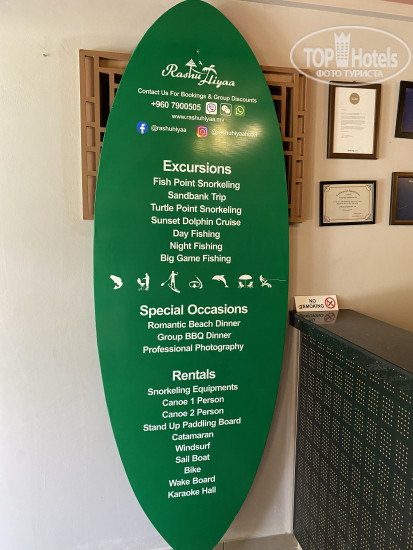 TOP Hotels
ФОТО ТУРИСТА
Rashu Hiyaa
Contact Us For Bookings & Group Discounts
+960 7900505
www.rashuhiyaa.mv
@rashuhiyaa
Excursions
Fish Point Snorkeling
Sandbank Trip
Turtle Point Snorkeling
Sunset Dolphin Cruise
Day Fishing
Night Fishing
Big Game Fishing
NO SMOKING
Special Occasions
Romantic Beach Dinner
Group BBQ Dinner
Professional Photography
Rentals
Snorkeling Equipments
Canoe 1 Person
Canoe 2 Person
Stand Up Paddling Board
Catamaran
Windsurf
Sail Boat
Bike
Wake Board
Karaoke Hall